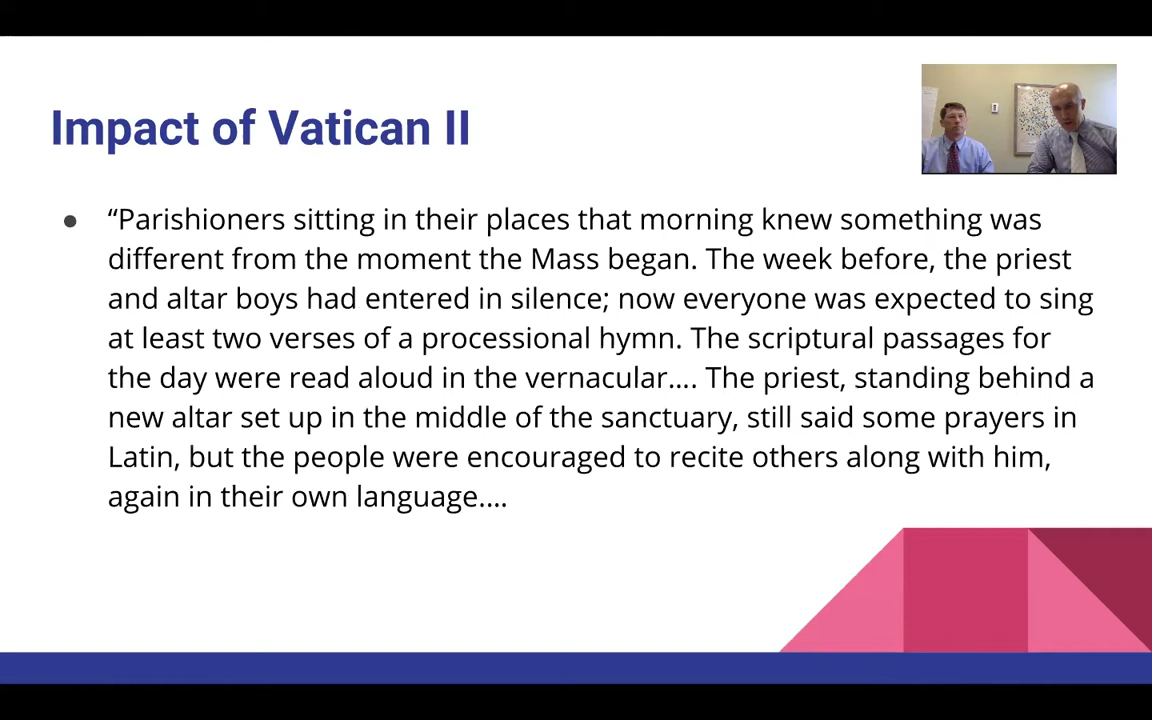 Impact of Vatican II
● “Parishioners sitting in their places that morning knew something was
different from the moment the Mass began. The week before, the priest
and altar boys had entered in silence; now everyone was expected to sing
at least two verses of a processional hymn. The scriptural passages for
the day were read aloud in the vernacular…. The priest, standing behind a
new altar set up in the middle of the sanctuary, still said some prayers in
Latin, but the people were encouraged to recite others along with him,
again in their own language….